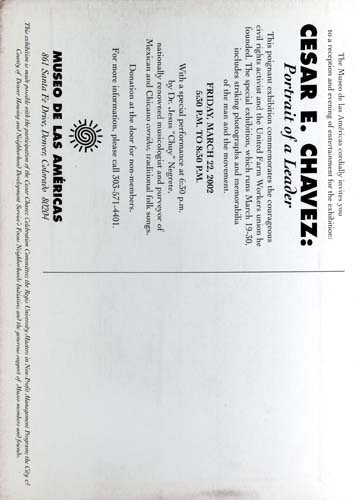 The Museo de las Américas cordially invites you
to a reception and evening of entertainment for the exhibition:
CESAR E. CHAVEZ:
Portrait of a Leader
This poignant exhibition commemorates the courageous
civil rights activist and the United Farm Workers union he
founded. The special exhibition, which runs March 19-30,
includes striking photographs and memorabilia
of the man and the movement.
FRIDAY, MARCH 22, 2002
5:30 P.M. TO 8:30 P.M.
With a special performance at 6:30 p.m.
by Dr. Jesus "Chuy" Negrete,
nationally renowned musicologist and purveyor of
Mexican and Chicano corridos, traditional folk songs.
Donation at the door for non-members.
For more information, please call 303-571-4401.
MUSEO DE LAS AMÉRICAS
861 Santa Fe Drive, Denver, Colorado 80204
This exhibition is made possible with the participation of the Cesar Chavez Celebration Committee; the Regis University Masters in Non-Profit Management Program; the City &
County of Denver Housing and Neighborhood Development Service's Focus Neighborhoods Initiative; and the generous support of Museo members and friends.